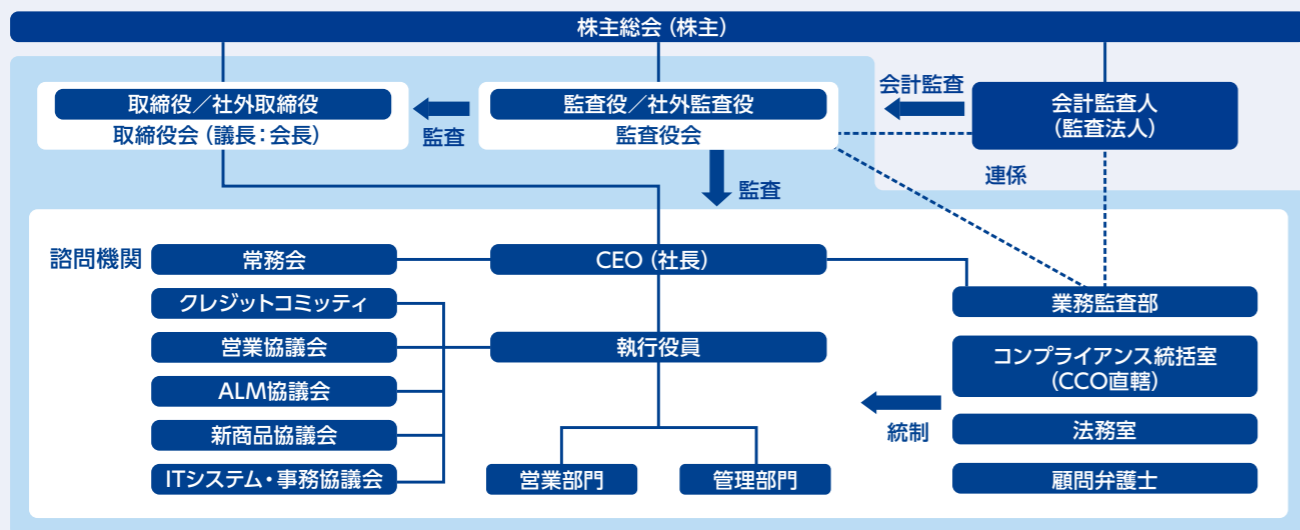 株主総会（株主）
取締役／社外取締役
取締役会（議長：会長）
監査
監査役／社外監査役
監査役会
会計監査
会計監査人
（監査法人）
連係
監査
諮問機関
常務会
CEO（社長）
クレジットコミッティ
営業協議会
執行役員
ALM協議会
新商品協議会
ITシステム・事務協議会
営業部門
管理部門
業務監査部
コンプライアンス統括室
（CCO直轄）
統制
法務室
顧問弁護士